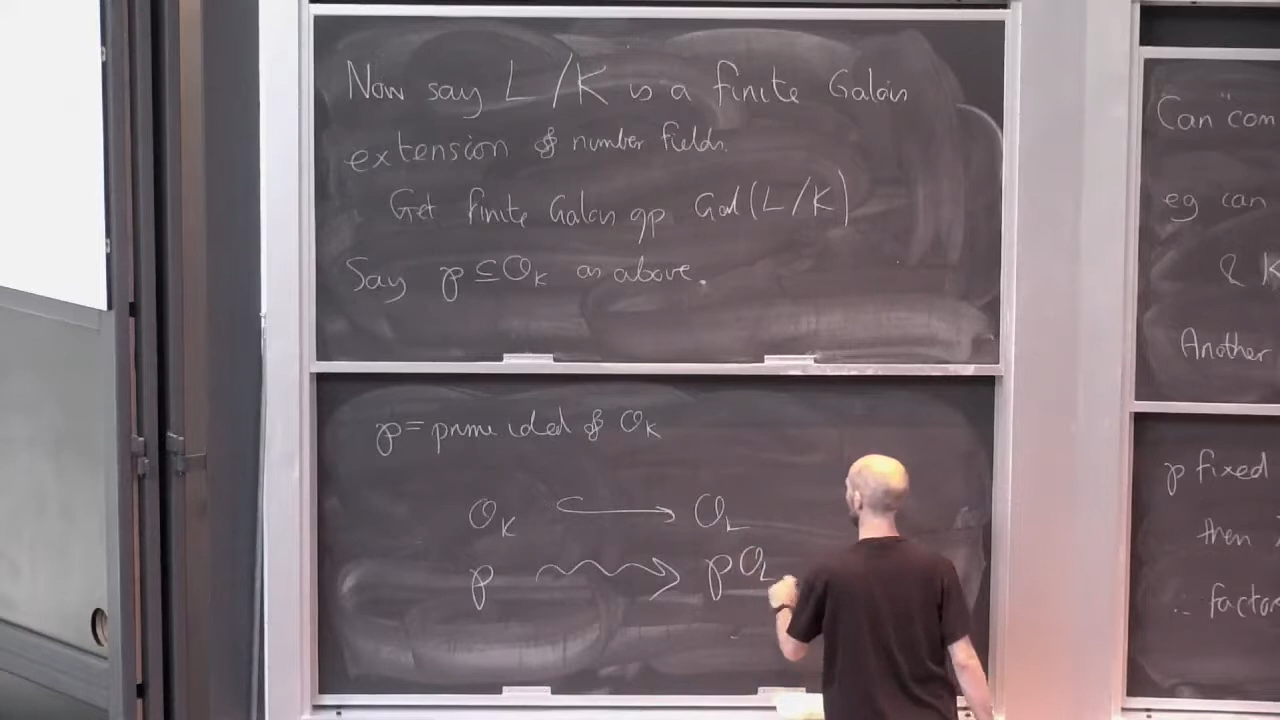 Now say L/K is a finite Galois
extension of number fields.
Get finite Galois gp Gal(L/K)
Say p ⊆ O_K as above.
p = prime ideal of O_K
O_K ↪ O_L
p ⇝ pO_L
Can "com
eg can
& K
Another
p fixed
then
∴ factor